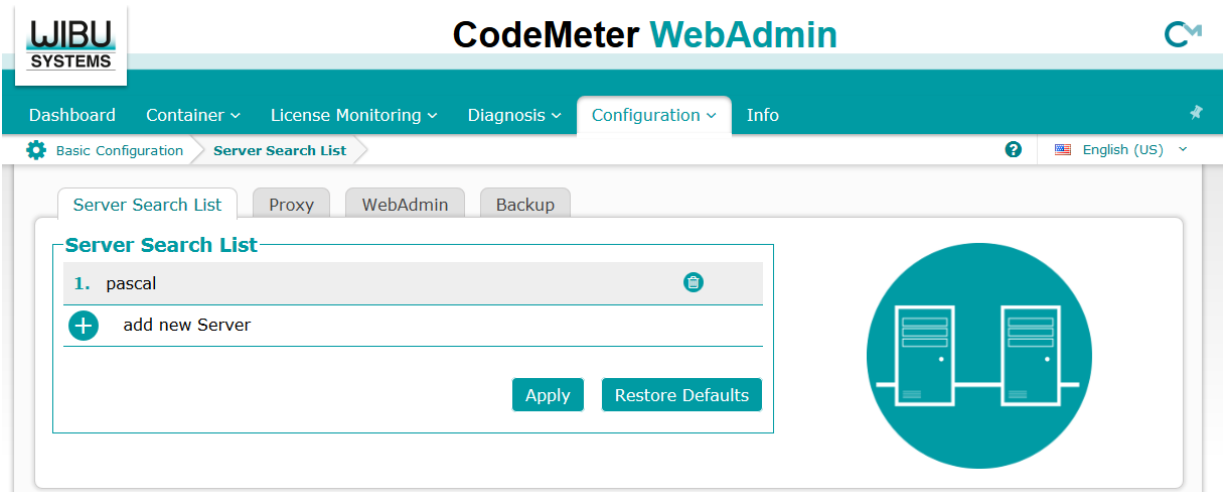 WIBU
SYSTEMS
CodeMeter WebAdmin
CM
Dashboard Container License Monitoring Diagnosis Configuration Info
Basic Configuration Server Search List English (US)
Server Search List Proxy WebAdmin Backup
Server Search List
1. pascal
add new Server
Apply Restore Defaults